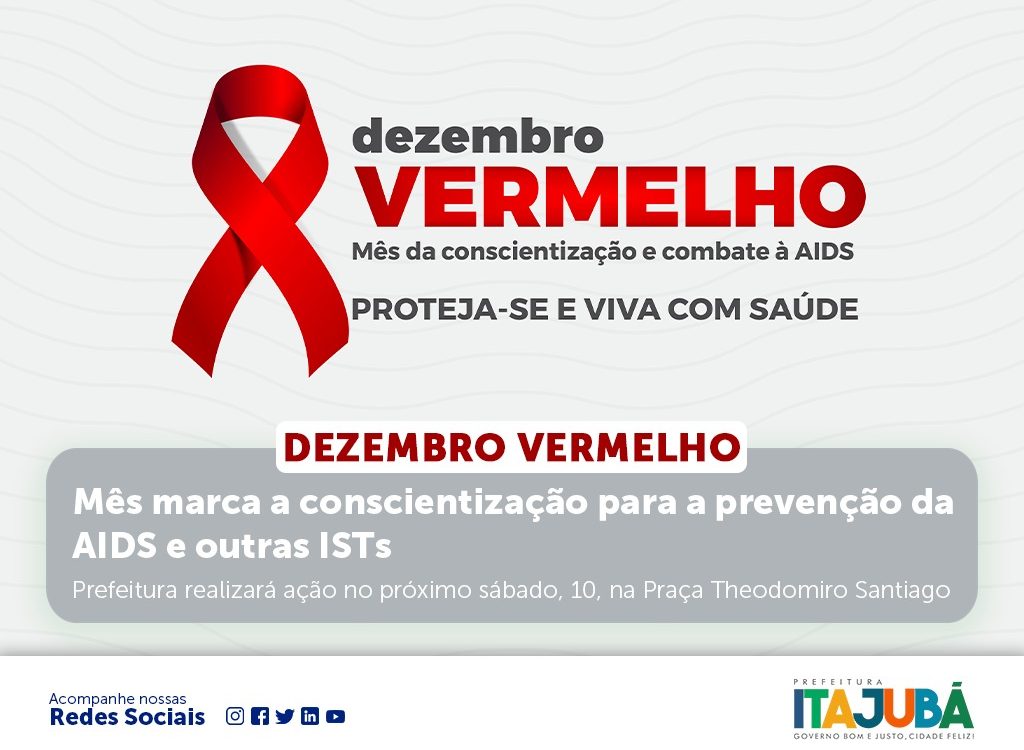 dezembro
VERMELHO
Mês da conscientização e combate à AIDS
PROTEJA-SE E VIVA COM SAÚDE
DEZEMBRO VERMELHO
Mês marca a conscientização para a prevenção da
AIDS e outras ISTs
Prefeitura realizará ação no próximo sábado, 10, na Praça Theodomiro Santiago
Acompanhe nossas
Redes Sociais
PREFEITURA
ITAJUBÁ
GOVERNO BOM E JUSTO, CIDADE FELIZ!